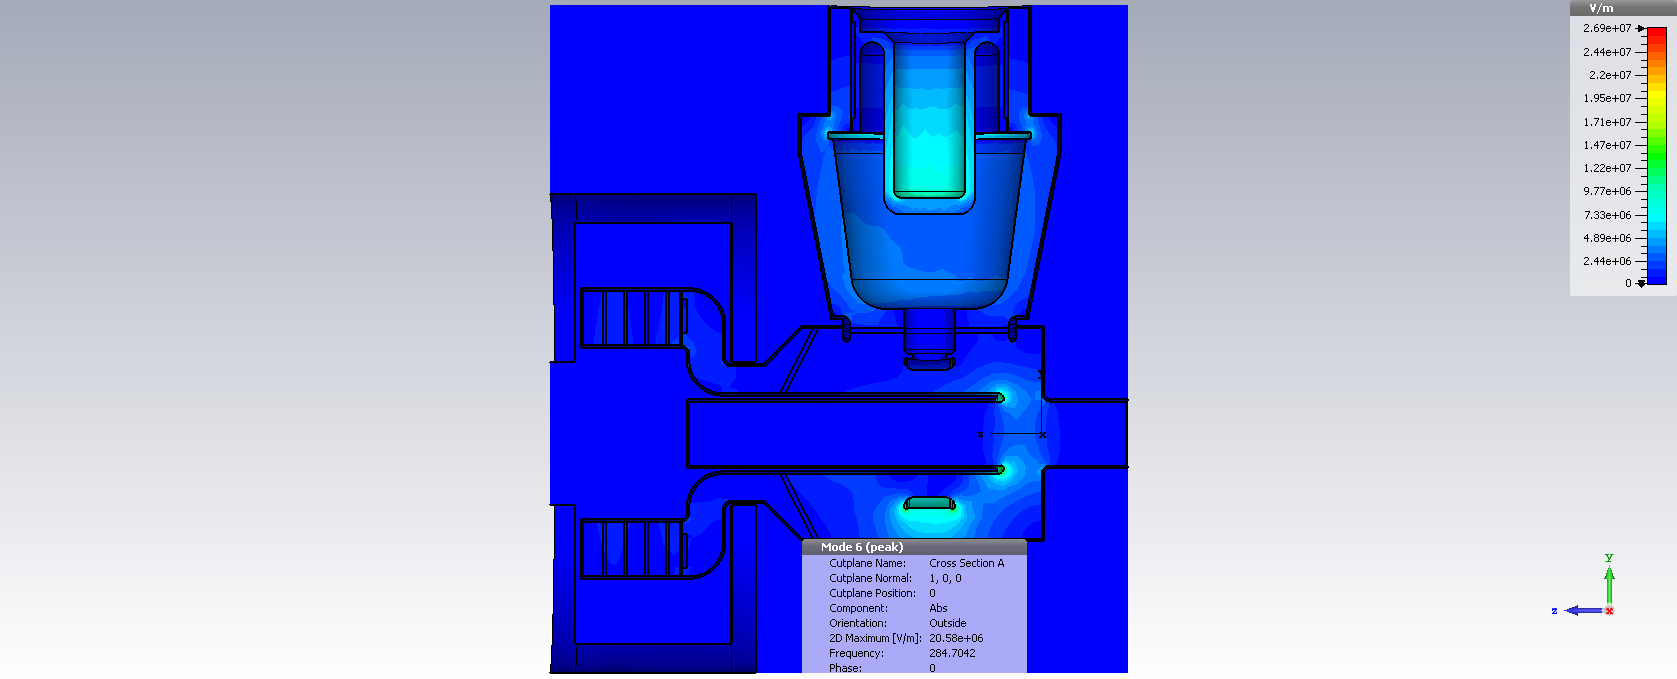 V/m
2.69e+07
2.44e+07
2.2e+07
1.95e+07
1.71e+07
1.47e+07
1.22e+07
9.77e+06
7.33e+06
4.89e+06
2.44e+06
0
z
x
Mode 6 (peak)
Cutplane Name: Cross Section A
Cutplane Normal: 1, 0, 0
Cutplane Position: 0
Component: Abs
Orientation: Outside
2D Maximum [V/m]: 20.58e+06
Frequency: 284.7042
Phase: 0
y
z
x